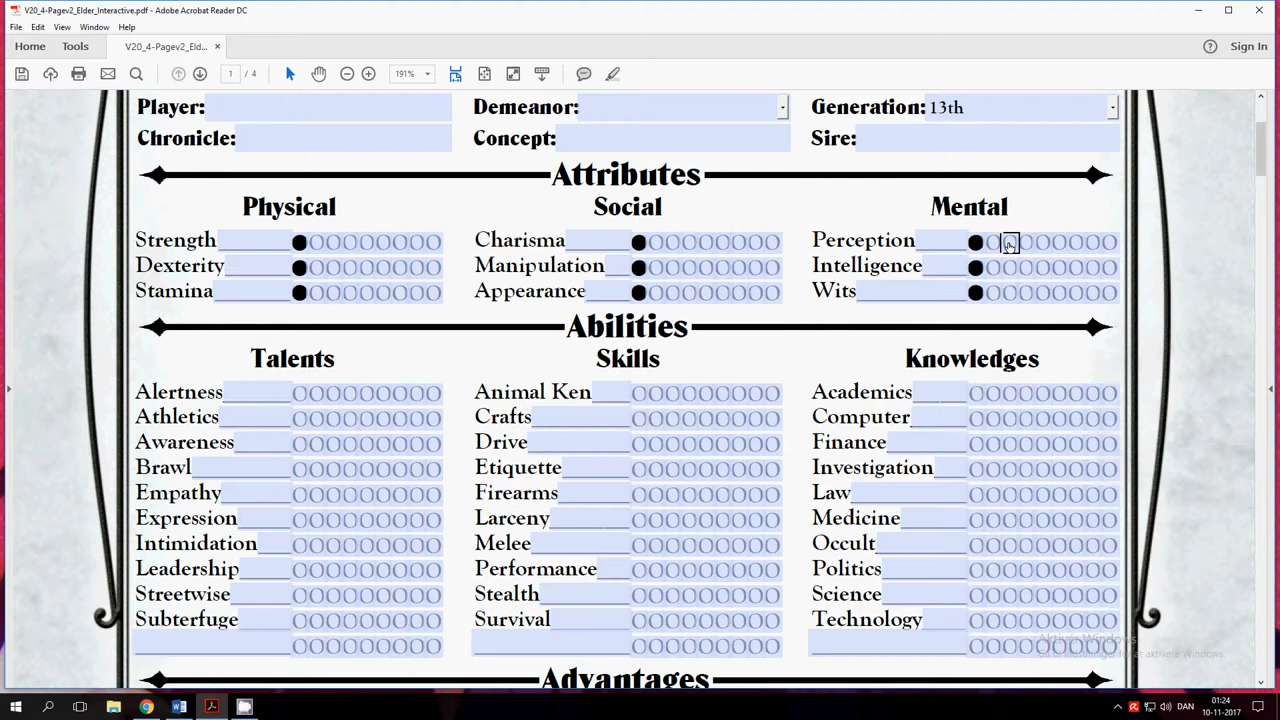 V20_4-Pagev2_Elder_Interactive.pdf - Adobe Acrobat Reader DC
File Edit View Window Help
Home Tools V20_4-Pagev2_Eld... × Sign In
1 / 4 191%
Player: Demeanor: Generation: 13th
Chronicle: Concept: Sire:
Attributes
Physical Social Mental
Strength Charisma Perception
Dexterity Manipulation Intelligence
Stamina Appearance Wits
Abilities
Talents Skills Knowledges
Alertness Animal Ken Academics
Athletics Crafts Computer
Awareness Drive Finance
Brawl Etiquette Investigation
Empathy Firearms Law
Expression Larceny Medicine
Intimidation Melee Occult
Leadership Performance Politics
Streetwise Stealth Science
Subterfuge Survival Technology
Aktiver Windows
Advantages
DAN 01:24
10-11-2017